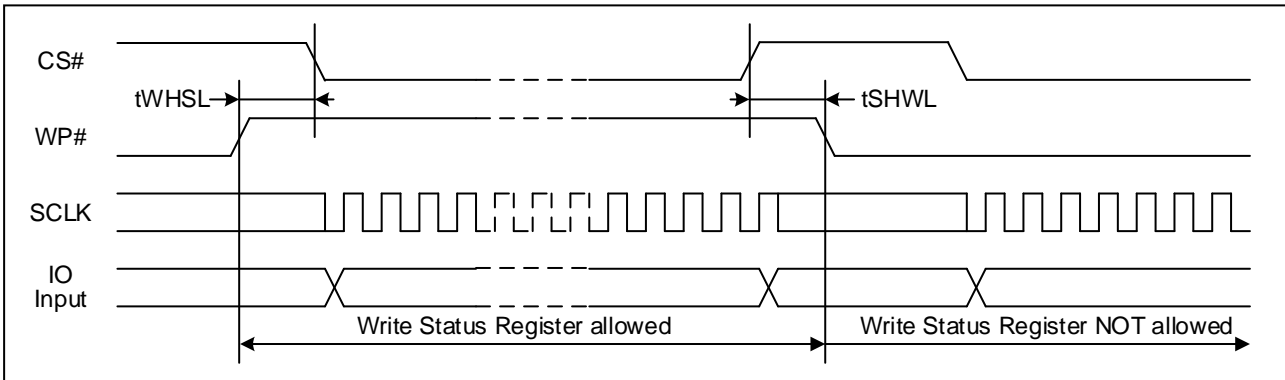 CS#
tWHSL
tSHWL
WP#
SCLK
IO
Input
Write Status Register allowed
Write Status Register NOT allowed